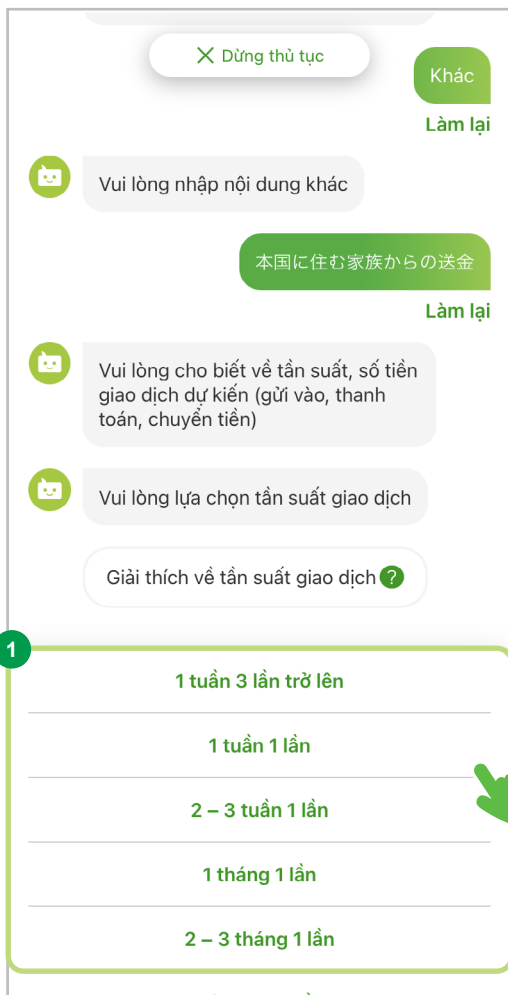 Dừng thủ tục
Khác
Làm lại
Vui lòng nhập nội dung khác
本国に住む家族からの送金
Làm lại
Vui lòng cho biết về tần suất, số tiền
giao dịch dự kiến (gửi vào, thanh
toán, chuyển tiền)
Vui lòng lựa chọn tần suất giao dịch
Giải thích về tần suất giao dịch ?
1
1 tuần 3 lần trở lên
1 tuần 1 lần
2 – 3 tuần 1 lần
1 tháng 1 lần
2 – 3 tháng 1 lần